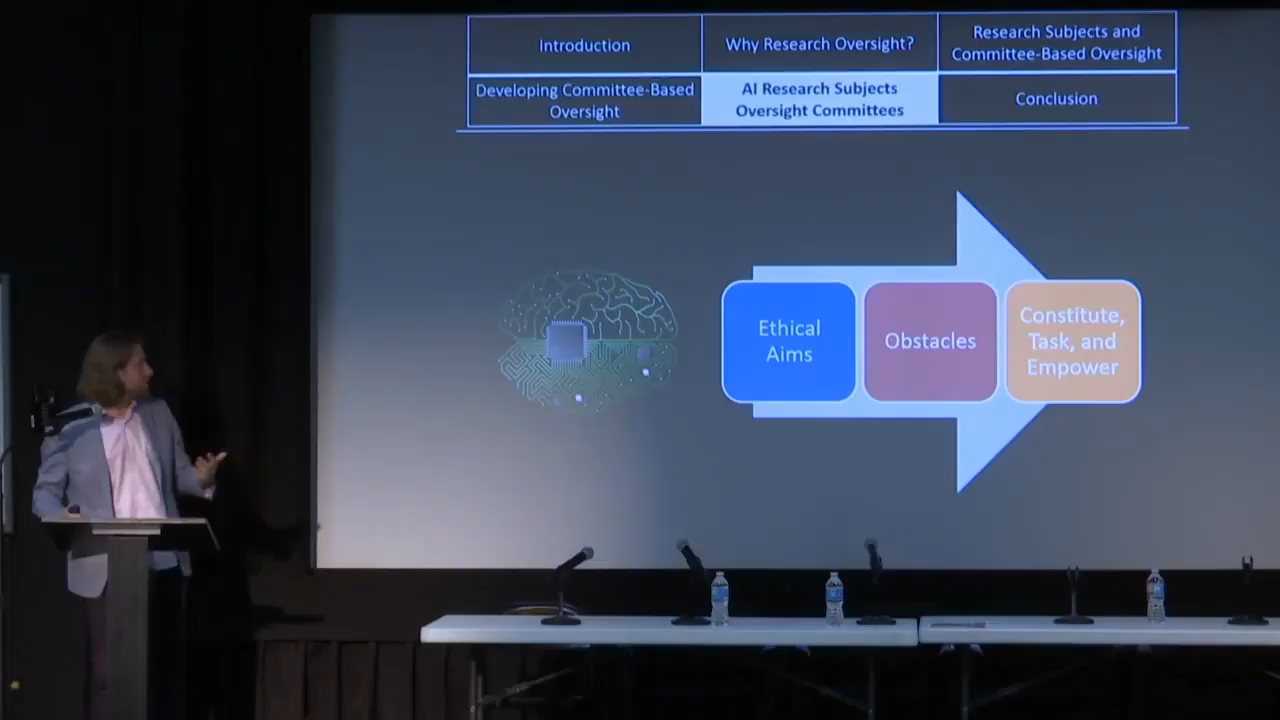 Introduction
Why Research Oversight?
Research Subjects and
Committee-Based Oversight
Developing Committee-Based
Oversight
AI Research Subjects
Oversight Committees
Conclusion
Ethical
Aims
Obstacles
Constitute,
Task, and
Empower